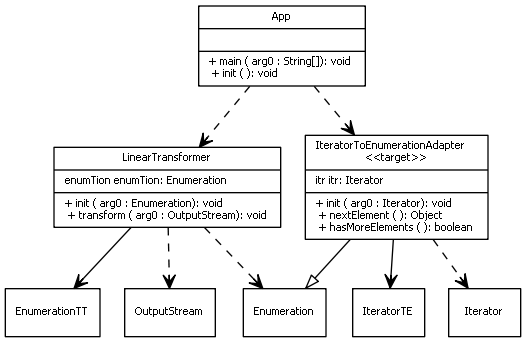 App
+ main ( arg0 : String[]): void
+ init ( ): void
LinearTransformer
enumTion enumTion: Enumeration
+ init ( arg0 : Enumeration): void
+ transform ( arg0 : OutputStream): void
IteratorToEnumerationAdapter
<<target>>
itr itr: Iterator
+ init ( arg0 : Iterator): void
+ nextElement ( ): Object
+ hasMoreElements ( ): boolean
EnumerationTT
OutputStream
Enumeration
IteratorTE
Iterator